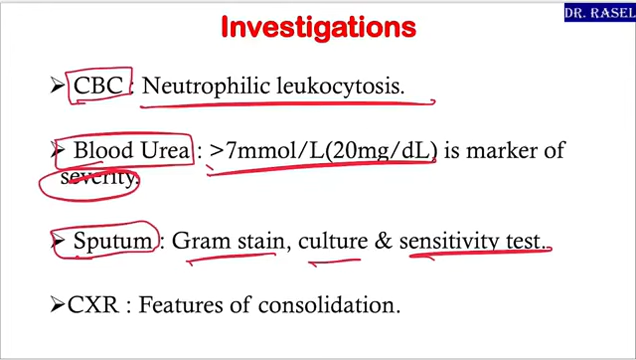 DR. RASEL
Investigations
➢ CBC : Neutrophilic leukocytosis.
➢ Blood Urea : >7mmol/L(20mg/dL) is marker of
severity.
➢ Sputum : Gram stain, culture & sensitivity test.
➢CXR : Features of consolidation.